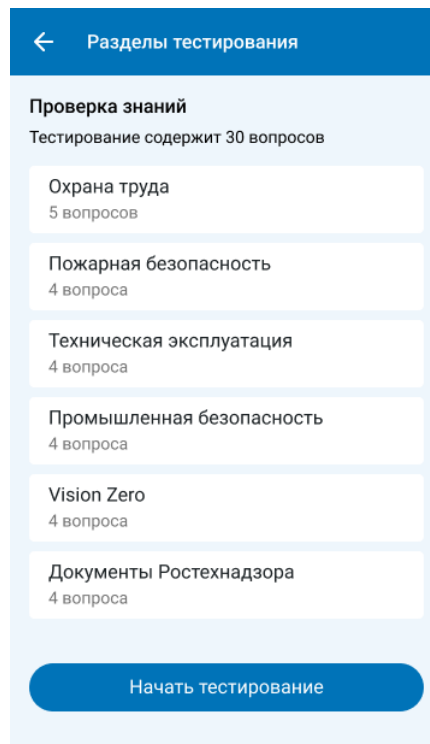 Разделы тестирования
Проверка знаний
Тестирование содержит 30 вопросов
Охрана труда
5 вопросов
Пожарная безопасность
4 вопроса
Техническая эксплуатация
4 вопроса
Промышленная безопасность
4 вопроса
Vision Zero
4 вопроса
Документы Ростехнадзора
4 вопроса
Начать тестирование